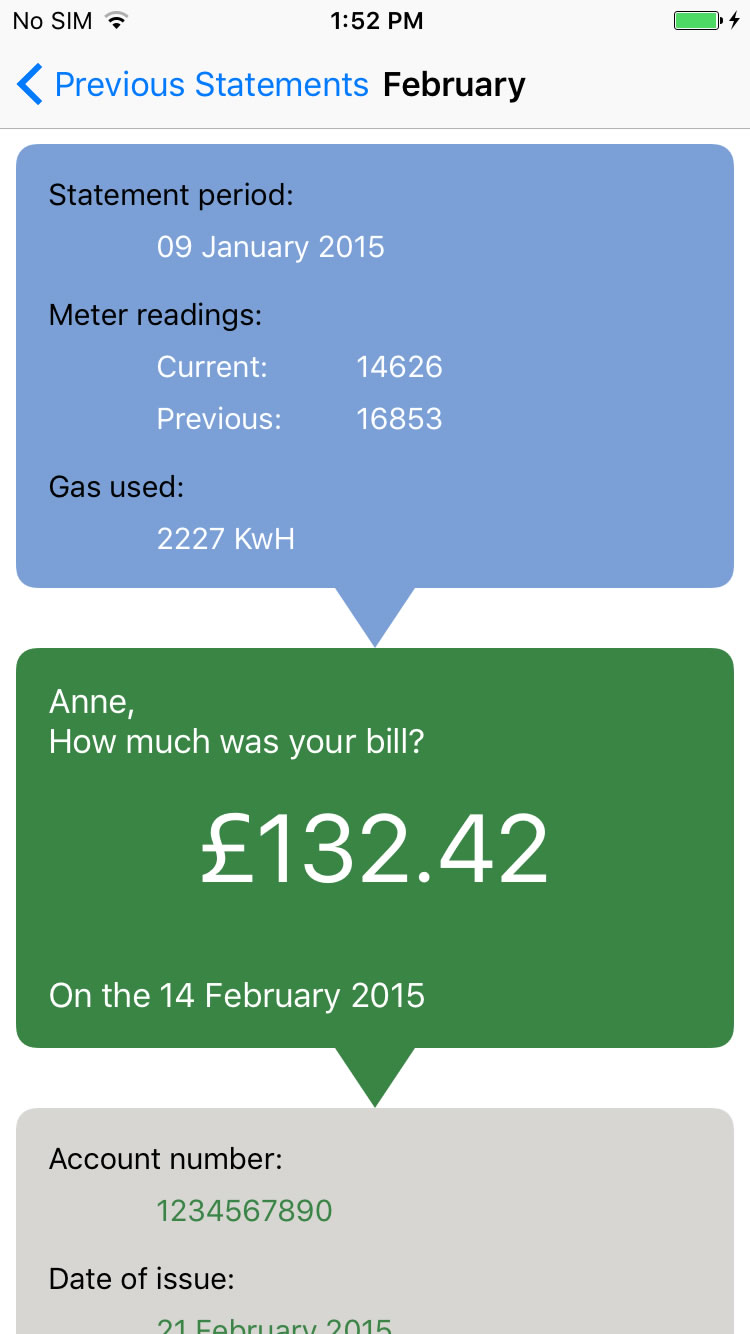 No SIM 1:52 PM
Previous Statements February
Statement period:
09 January 2015
Meter readings:
Current: 14626
Previous: 16853
Gas used:
2227 KwH
Anne,
How much was your bill?
£132.42
On the 14 February 2015
Account number:
1234567890
Date of issue:
21 February 2015